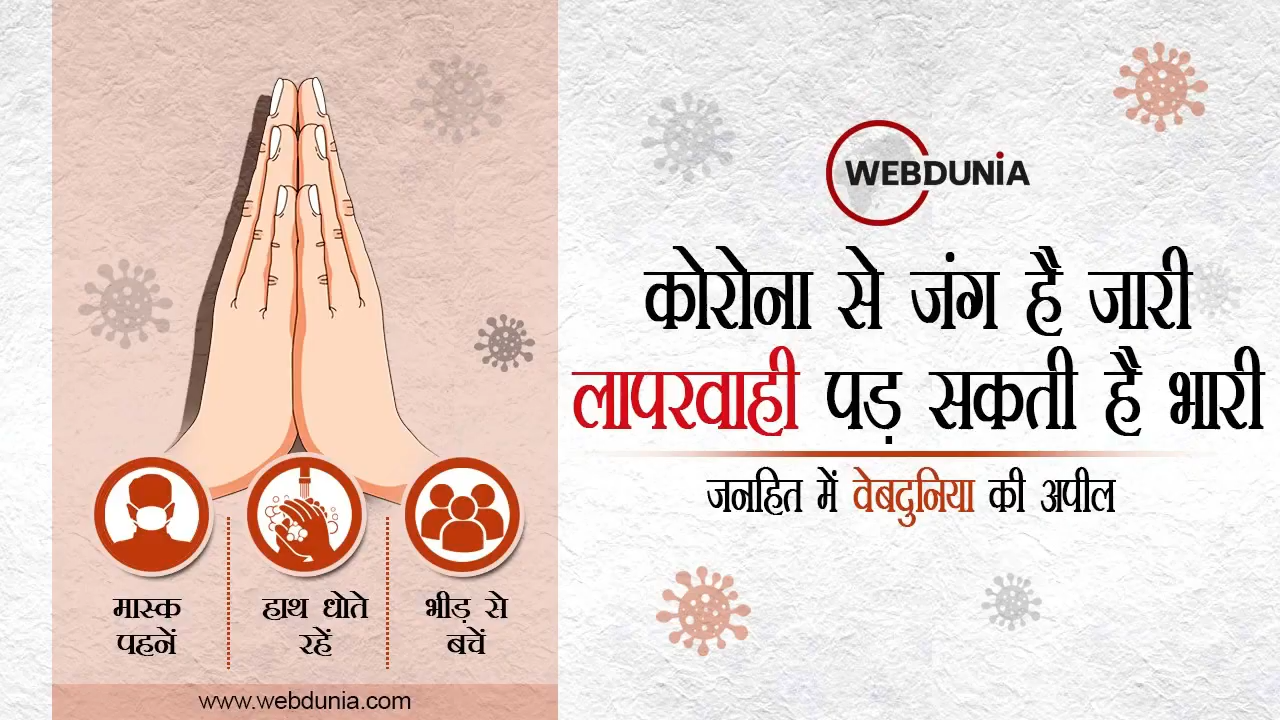 WEBDUNIA
कोरोना से जंग है जारी
लापरवाही पड़ सकती है भारी
जनहित में वेबदुनिया की अपील
मास्क
पहनें
हाथ धोते
रहें
भीड़ से
बचें
www.webdunia.com